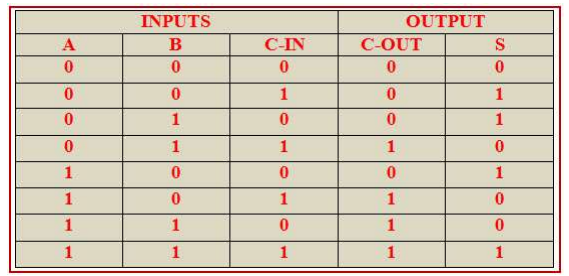 INPUTS OUTPUT
A B C-IN C-OUT S
0 0 0 0 0
0 0 1 0 1
0 1 0 0 1
0 1 1 1 0
1 0 0 0 1
1 0 1 1 0
1 1 0 1 0
1 1 1 1 1